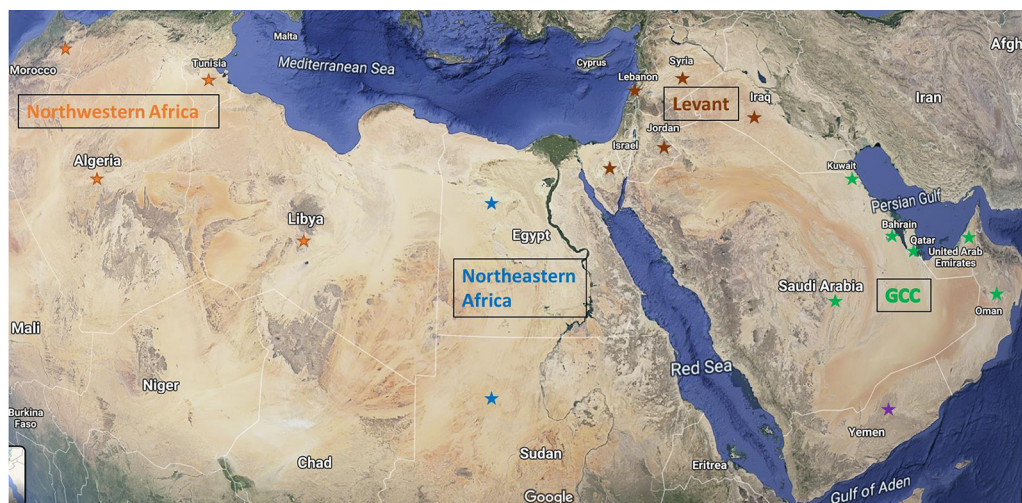 Malta
Afgh
Morocco
Tunisia
Mediterranean Sea
Cyprus
Syria
Lebanon
Iraq
Iran
Northwestern Africa
Levant
Jordan
Israel
Algeria
Kuwait
Persian Gulf
Libya
Egypt
Bahrain
Qatar
United Arab
Emirates
Northeastern
Africa
Saudi Arabia
GCC
Oman
Mali
Niger
Red Sea
Burkina
Faso
Yemen
Chad
Sudan
Eritrea
Google
Gulf of Aden